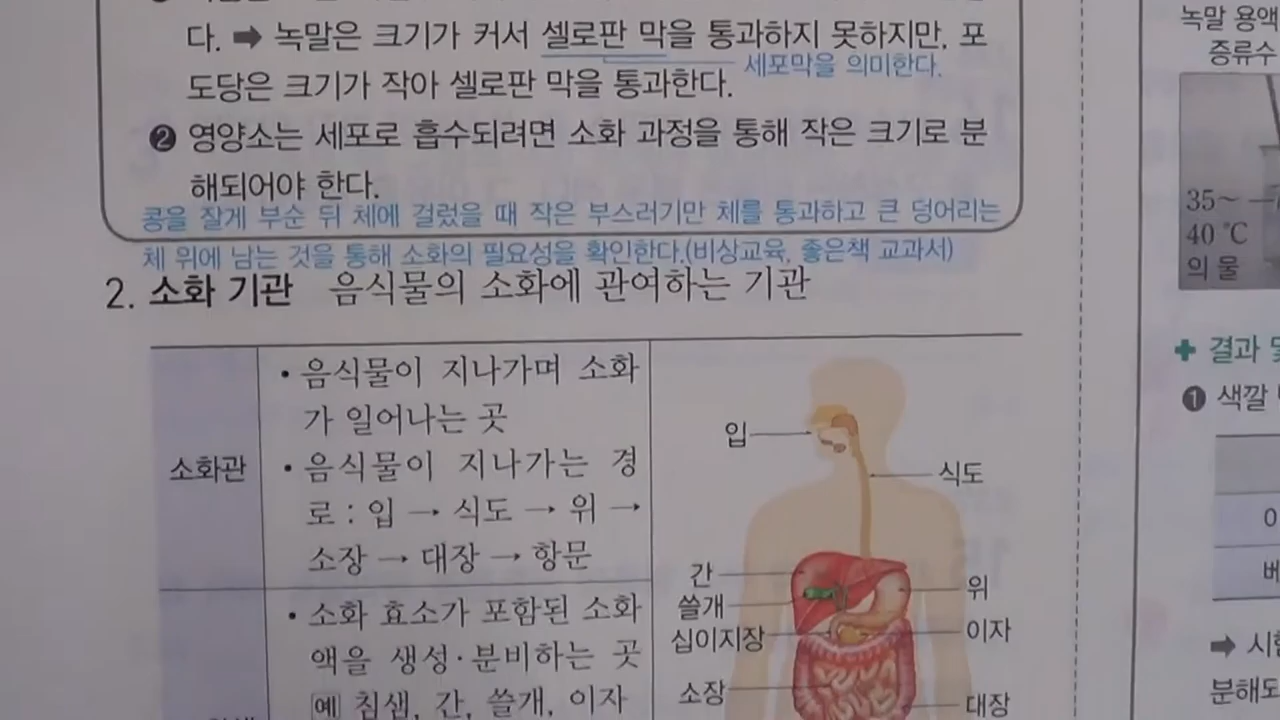 다. ➡ 녹말은 크기가 커서 셀로판 막을 통과하지 못하지만, 포
세포막을 의미한다.
도당은 크기가 작아 셀로판 막을 통과한다.
❷ 영양소는 세포로 흡수되려면 소화 과정을 통해 작은 크기로 분
해되어야 한다.
콩을 잘게 부순 뒤 체에 걸렀을 때 작은 부스러기만 체를 통과하고 큰 덩어리는
체 위에 남는 것을 통해 소화의 필요성을 확인한다.(비상교육, 좋은책 교과서)
2. 소화 기관 음식물의 소화에 관여하는 기관
소화관
• 음식물이 지나가며 소화
가 일어나는 곳
• 음식물이 지나가는 경
로 : 입 → 식도 → 위 →
소장 → 대장 → 항문
• 소화 효소가 포함된 소화
액을 생성·분비하는 곳
예 침샘, 간, 쓸개, 이자
입
식도
간
쓸개
십이지장
소장
위
이자
대장
녹말 용액
증류수
35~
40 ℃
의 물
✚ 결과 및
❶ 색깔
➡ 시험
분해되